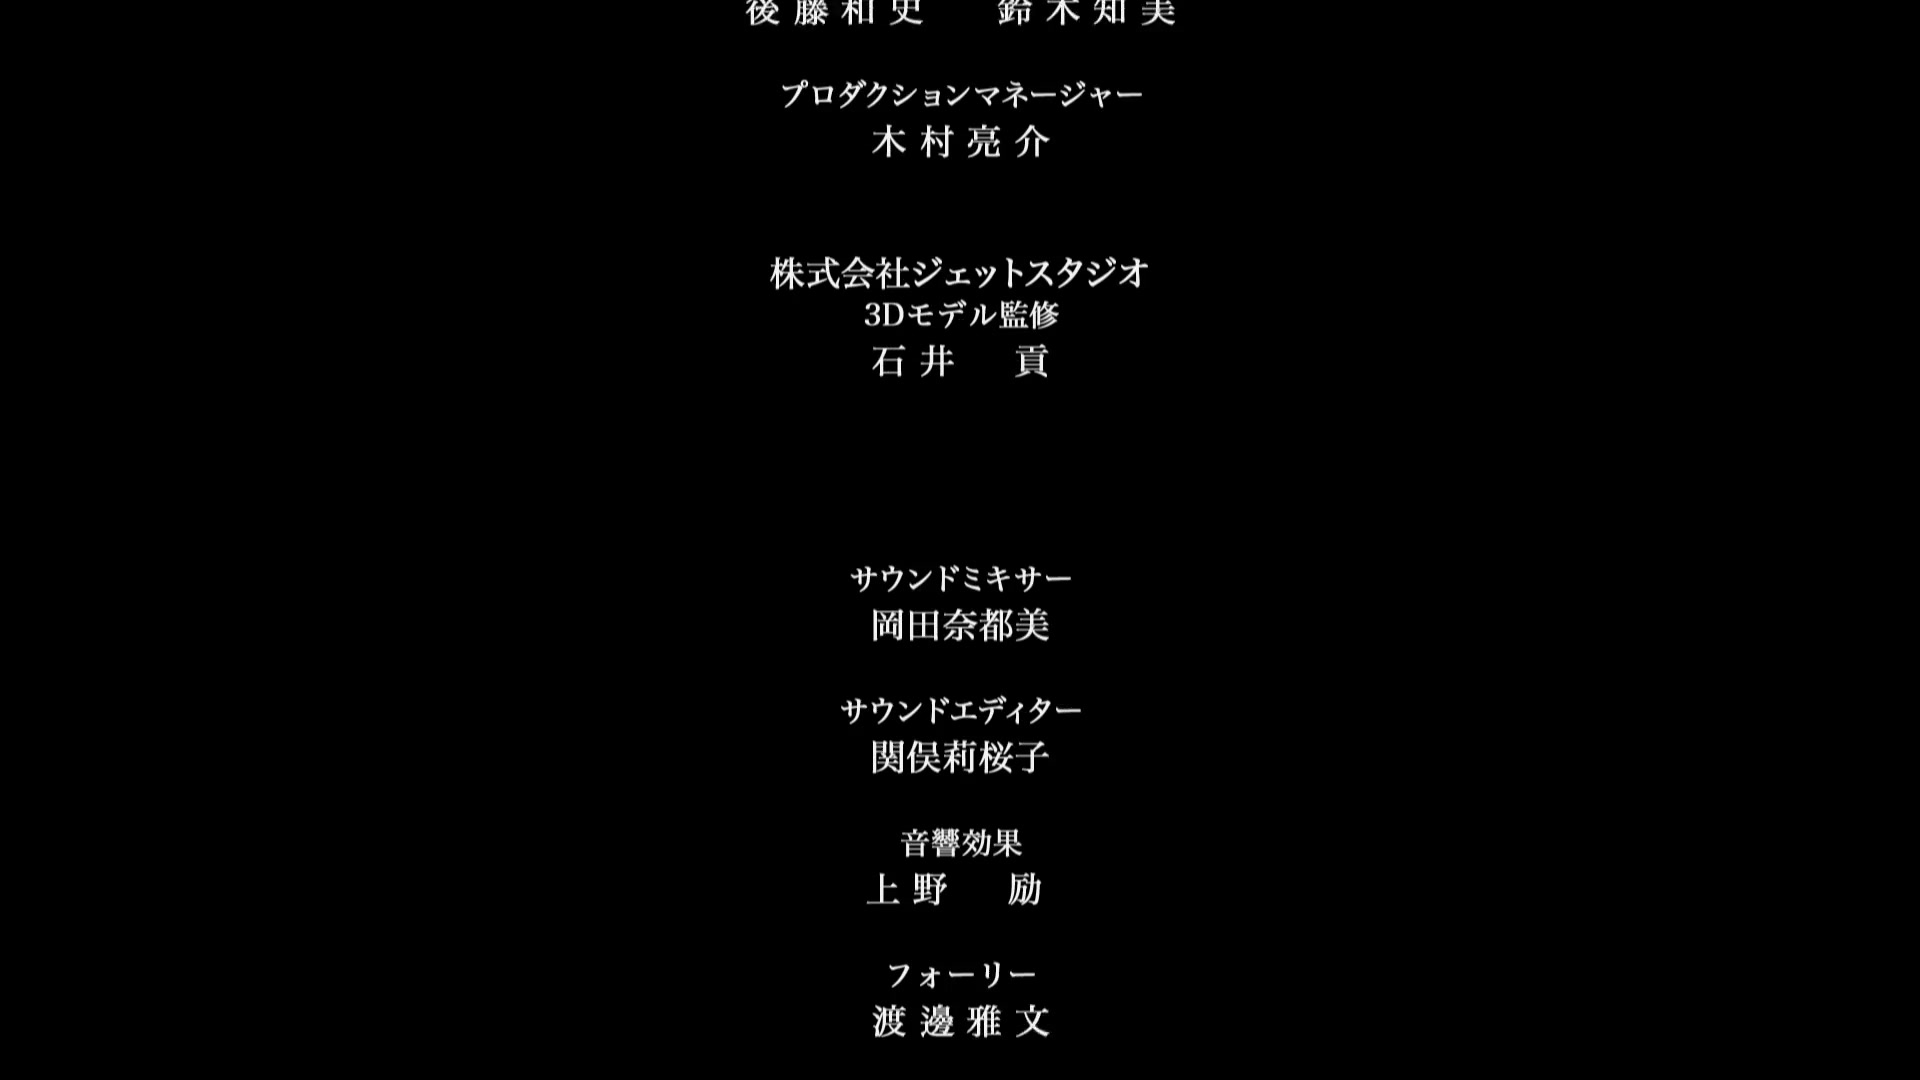 後藤和史　鈴木知美
プロダクションマネージャー
木村亮介
株式会社ジェットスタジオ
3Dモデル監修
石井　貢
サウンドミキサー
岡田奈都美
サウンドエディター
関俣莉桜子
音響効果
上野　励
フォーリー
渡邊雅文